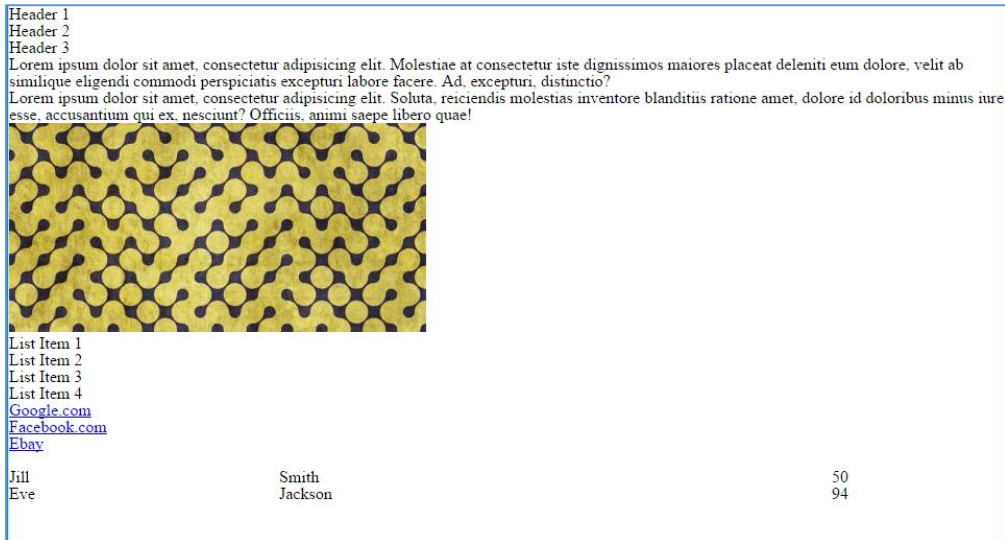 Header 1
Header 2
Header 3
Lorem ipsum dolor sit amet, consectetur adipisicing elit. Molestiae at consectetur iste dignissimos maiores placeat deleniti eum dolore, velit ab
similique eligendi commodi perspiciatis excepturi labore facere. Ad, excepturi, distinctio?
Lorem ipsum dolor sit amet, consectetur adipisicing elit. Soluta, reiciendis molestias inventore blanditiis ratione amet, dolore id doloribus minus iure
esse, accusantium qui ex, nesciunt? Officiis, animi saepe libero quae!
List Item 1
List Item 2
List Item 3
List Item 4
Google.com
Facebook.com
Ebay
Jill Smith 50
Eve Jackson 94